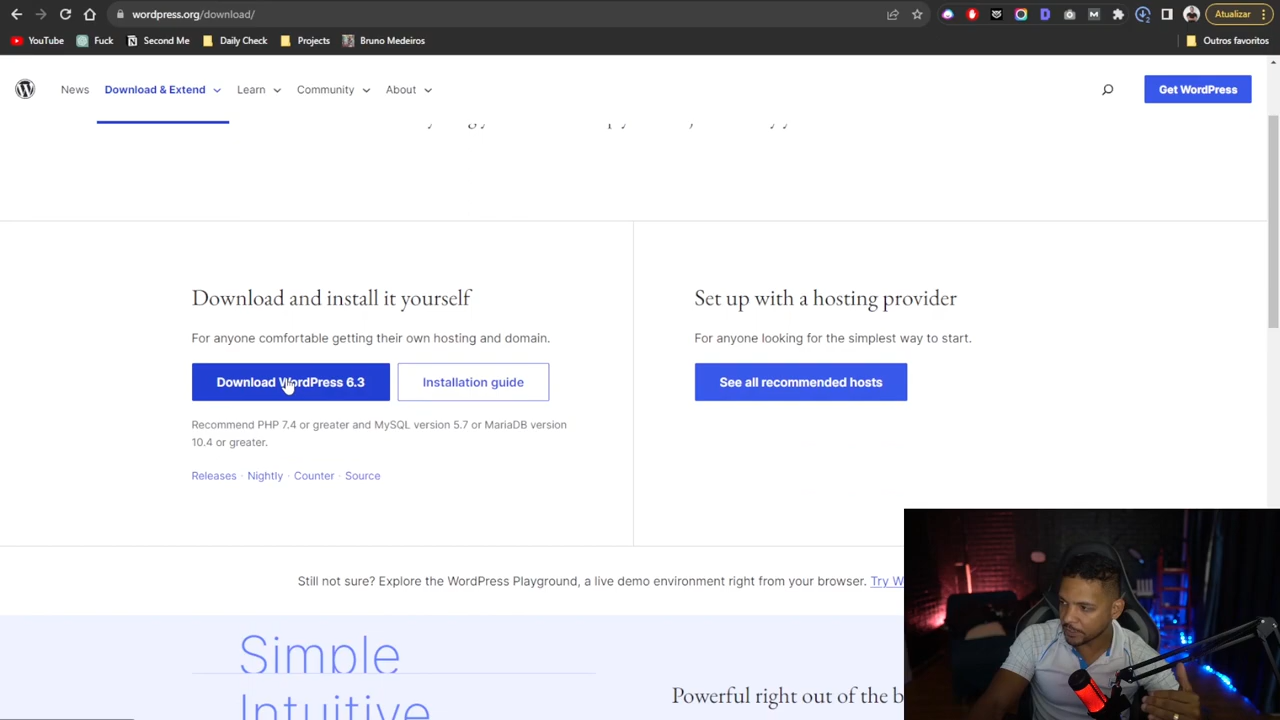 wordpress.org/download/
Atualizar
YouTube
Fuck
Second Me
Daily Check
Projects
Bruno Medeiros
Outros favoritos
News
Download & Extend
Learn
Community
About
Get WordPress
Download and install it yourself
For anyone comfortable getting their own hosting and domain.
Download WordPress 6.3
Installation guide
Recommend PHP 7.4 or greater and MySQL version 5.7 or MariaDB version
10.4 or greater.
Releases · Nightly · Counter · Source
Set up with a hosting provider
For anyone looking for the simplest way to start.
See all recommended hosts
Still not sure? Explore the WordPress Playground, a live demo environment right from your browser. Try W
Simple
Intuitive
Powerful right out of the b